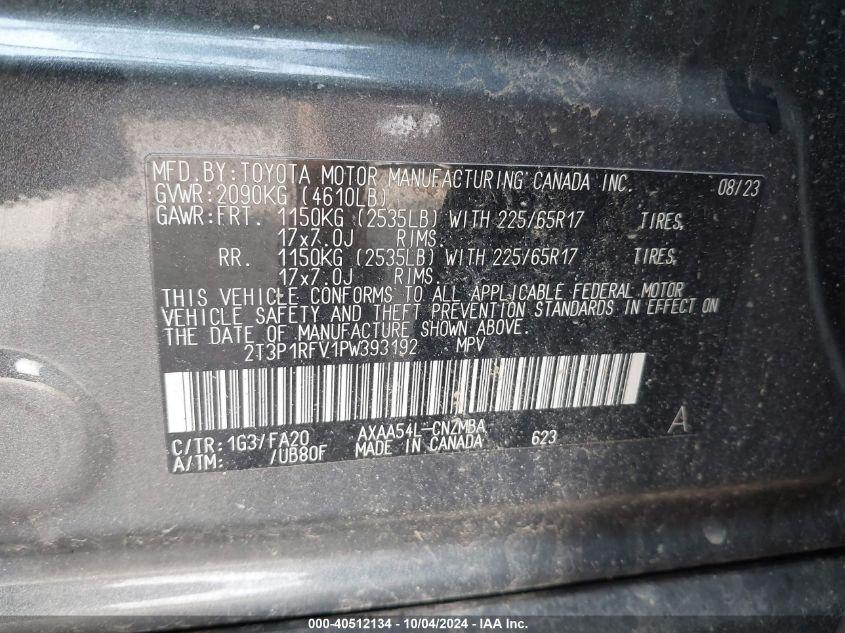 MFD.BY:TOYOTA MOTOR MANUFACTURING CANADA INC. 08/23
GVWR:2090KG (4610LB)
GAWR:FRT. 1150KG (2535LB) WITH 225/65R17 TIRES,
17x7.0J RIMS.
RR. 1150KG (2535LB) WITH 225/65R17 TIRES,
17x7.0J RIMS.
THIS VEHICLE CONFORMS TO ALL APPLICABLE FEDERAL MOTOR
VEHICLE SAFETY AND THEFT PREVENTION STANDARDS IN EFFECT ON
THE DATE OF MANUFACTURE SHOWN ABOVE.
2T3P1RFV1PW393192 MPV
C/TR:1G3/FA20 AXAA54L-CNZMBA 623 A
A/TM: /UB80F MADE IN CANADA
000-40512134 - 10/04/2024 - IAA Inc.